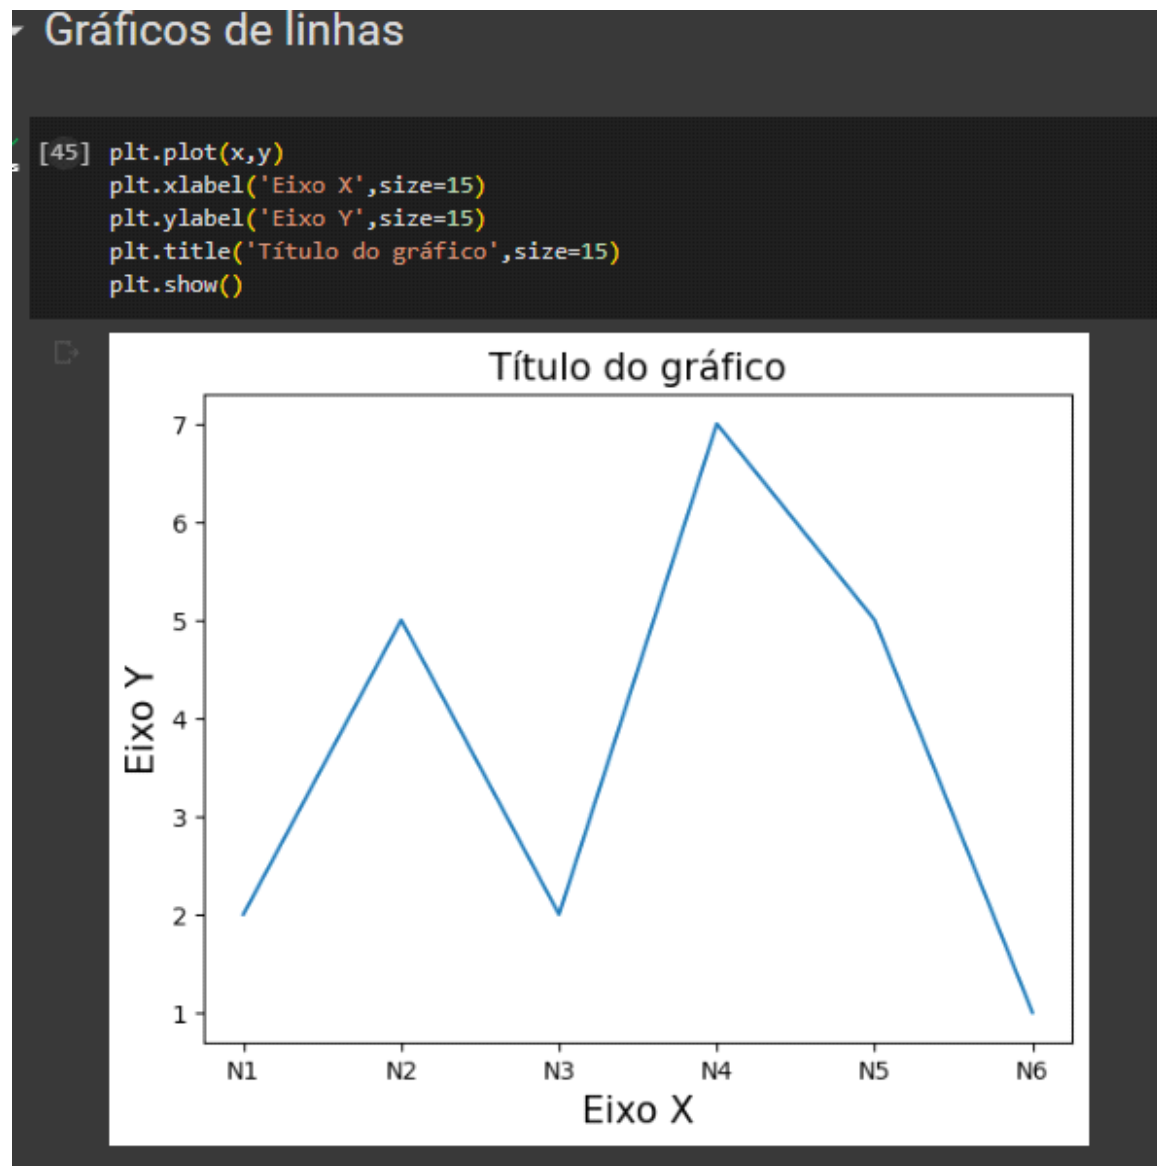 Gráficos de linhas
[45] plt.plot(x,y)
plt.xlabel('Eixo X',size=15)
plt.ylabel('Eixo Y',size=15)
plt.title('Título do gráfico',size=15)
plt.show()
Título do gráfico
7
6
5
4
3
2
1
Eixo Y
N1 N2 N3 N4 N5 N6
Eixo X